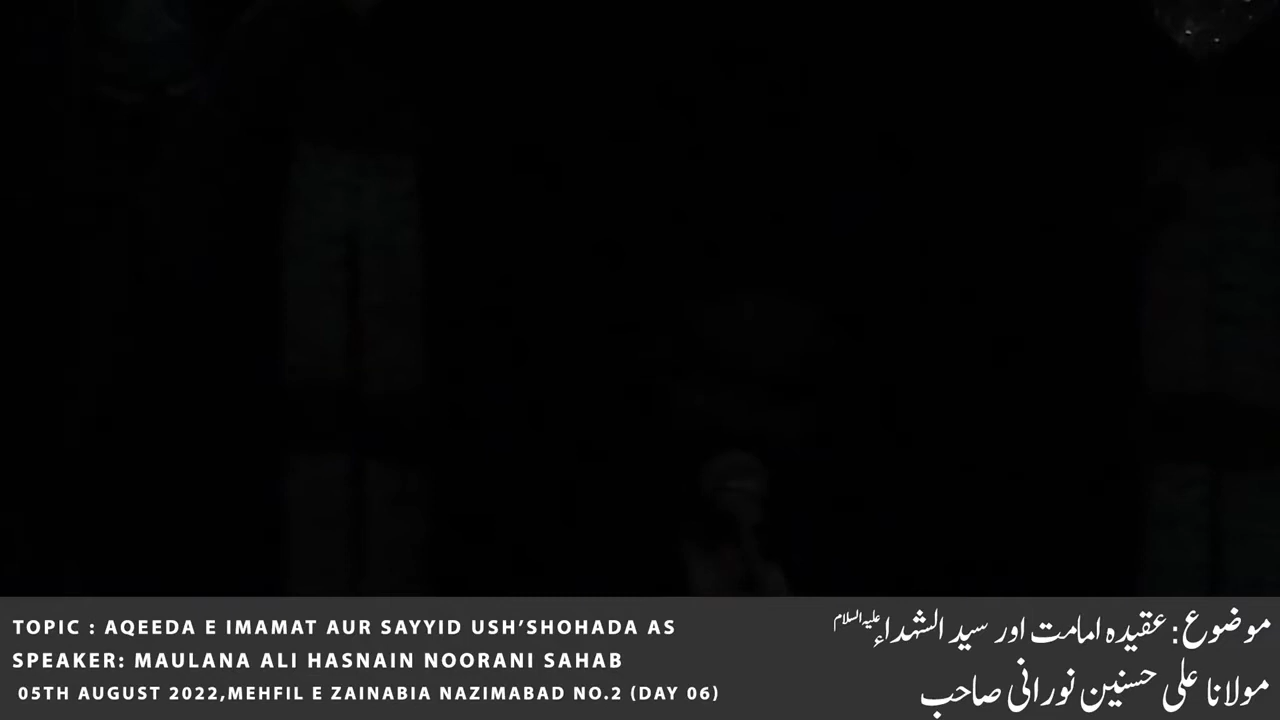 TOPIC : AQEEDA E IMAMAT AUR SAYYID USH’SHOHADA AS
SPEAKER: MAULANA ALI HASNAIN NOORANI SAHAB
05TH AUGUST 2022,MEHFIL E ZAINABIA NAZIMABAD NO.2 (DAY 06)
موضوع: عقیدہ امامت اور سید الشہداءؑ علیہ السلام
مولانا علی حسنین نورانی صاحب